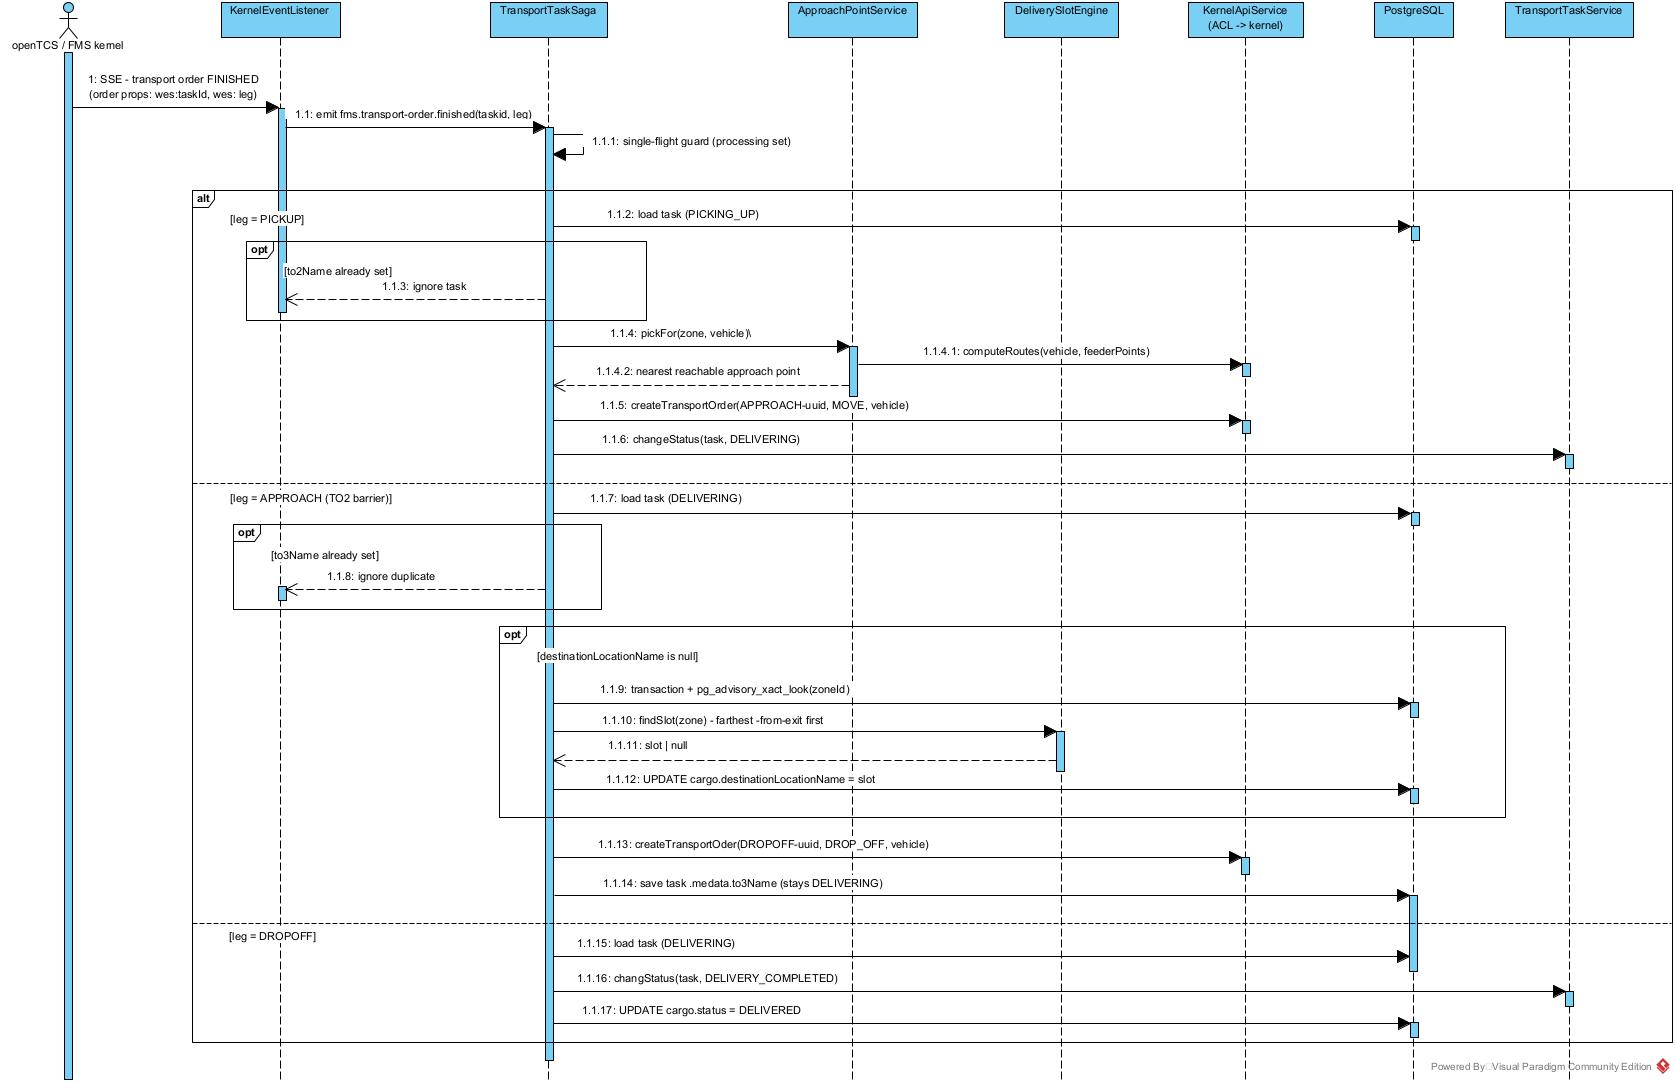 KernelEventListener
TransportTaskSaga
ApproachPointService
DeliverySlotEngine
KernelApiService
(ACL -> kernel)
PostgreSQL
TransportTaskService
openTCS / FMS kernel
1: SSE - transport order FINISHED
(order props: wes:taskId, wes: leg)
1.1: emit fms.transport-order.finished(taskid, leg)
1.1.1: single-flight guard (processing set)
alt
[leg = PICKUP]
1.1.2: load task (PICKING_UP)
opt
[to2Name already set]
1.1.3: ignore task
1.1.4: pickFor(zone, vehicle)\
1.1.4.1: computeRoutes(vehicle, feederPoints)
1.1.4.2: nearest reachable approach point
1.1.5: createTransportOrder(APPROACH-uuid, MOVE, vehicle)
1.1.6: changeStatus(task, DELIVERING)
[leg = APPROACH (TO2 barrier)]
1.1.7: load task (DELIVERING)
opt
[to3Name already set]
1.1.8: ignore duplicate
opt
[destinationLocationName is null]
1.1.9: transaction + pg_advisory_xact_look(zoneId)
1.1.10: findSlot(zone) - farthest -from-exit first
1.1.11: slot | null
1.1.12: UPDATE cargo.destinationLocationName = slot
1.1.13: createTransportOder(DROPOFF-uuid, DROP_OFF, vehicle)
1.1.14: save task .medata.to3Name (stays DELIVERING)
[leg = DROPOFF]
1.1.15: load task (DELIVERING)
1.1.16: changStatus(task, DELIVERY_COMPLETED)
1.1.17: UPDATE cargo.status = DELIVERED
Powered By Visual Paradigm Community Edition